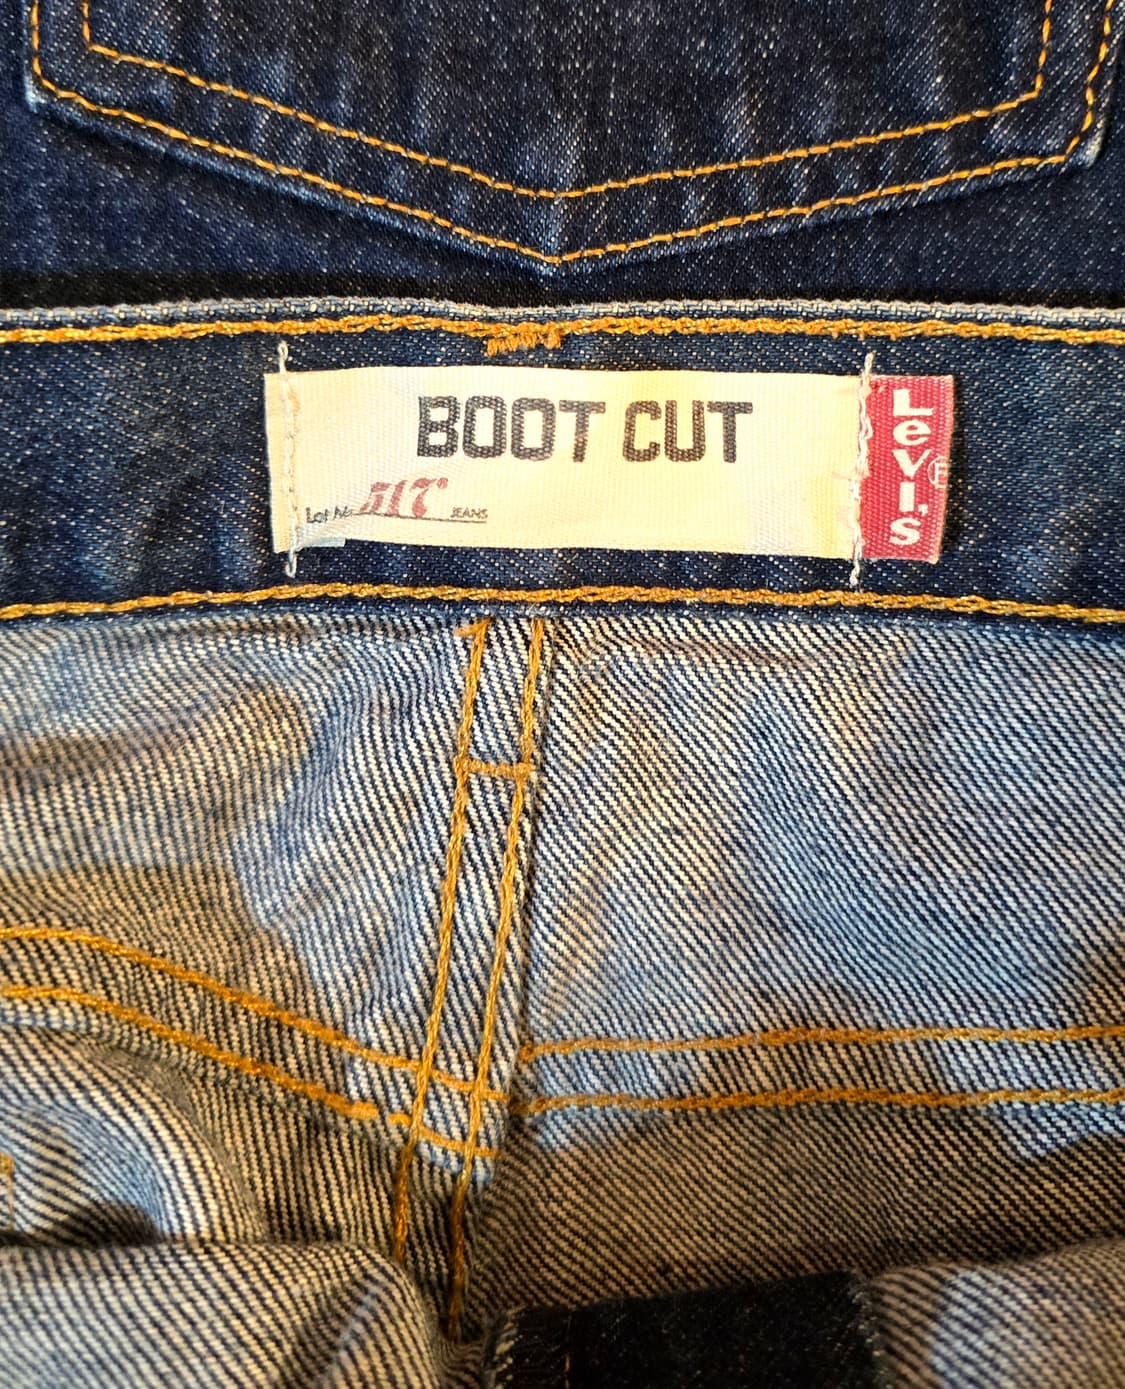 BOOT CUT
Lot No. 517® JEANS
Levi's
®